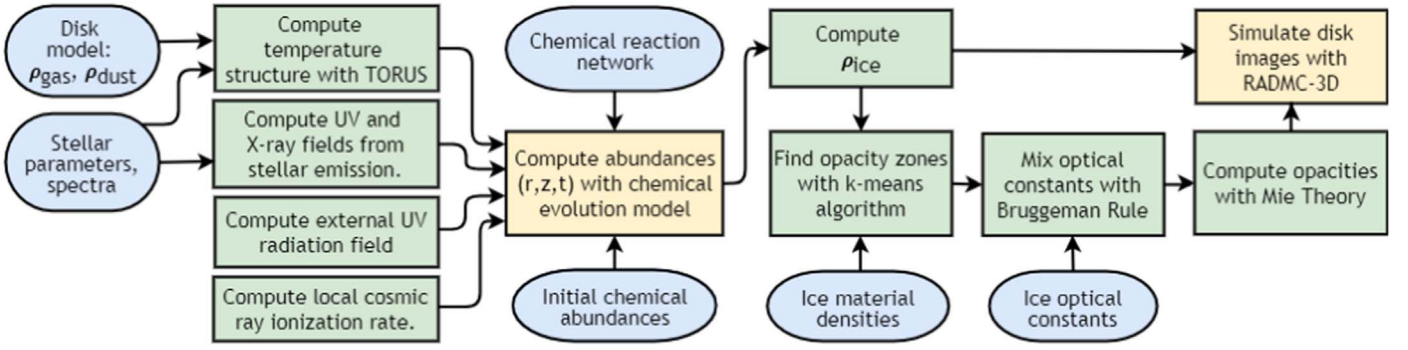 Disk
model:
ρgas, ρdust
Stellar
parameters,
spectra
Compute
temperature
structure with TORUS
Compute UV and
X-ray fields from
stellar emission.
Compute external UV
radiation field
Compute local cosmic
ray ionization rate.
Chemical reaction
network
Compute abundances
(r,z,t) with chemical
evolution model
Initial chemical
abundances
Compute
ρice
Find opacity zones
with k-means
algorithm
Ice material
densities
Mix optical
constants with
Bruggeman Rule
Ice optical
constants
Compute opacities
with Mie Theory
Simulate disk
images with
RADMC-3D